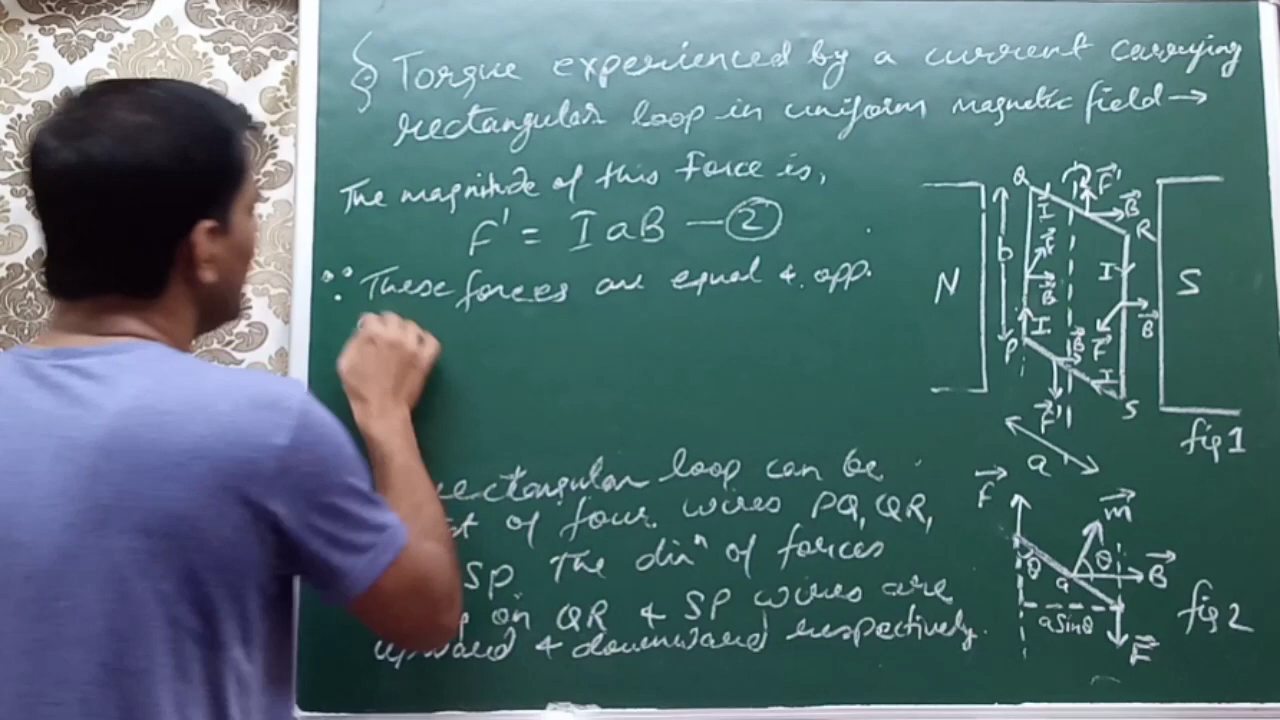 Torque experienced by a current carrying
rectangular loop in uniform magnetic field →
The magnitude of this force is,
F' = I a B — ②
∵ These forces are equal & opp.
rectangular loop can be
of four wires PQ, QR,
SP The dirⁿ of forces
on QR & SP wires are
upward & downward respectively.
Q I F' B R
b F I
N B B S
P I B F
I
F' S
a fig 1
F m
θ a θ B
a sinθ fig 2
F